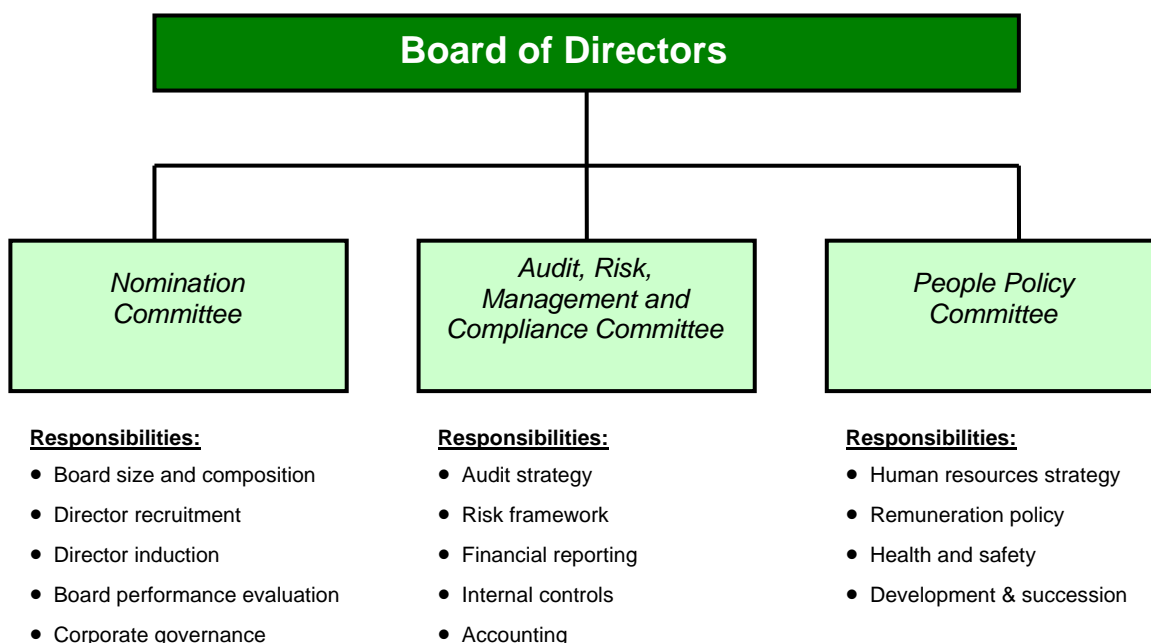 Board of Directors
Nomination
Committee
Audit, Risk,
Management and
Compliance Committee
People Policy
Committee
Responsibilities:
• Board size and composition
• Director recruitment
• Director induction
• Board performance evaluation
• Corporate governance
Responsibilities:
• Audit strategy
• Risk framework
• Financial reporting
• Internal controls
• Accounting
Responsibilities:
• Human resources strategy
• Remuneration policy
• Health and safety
• Development & succession